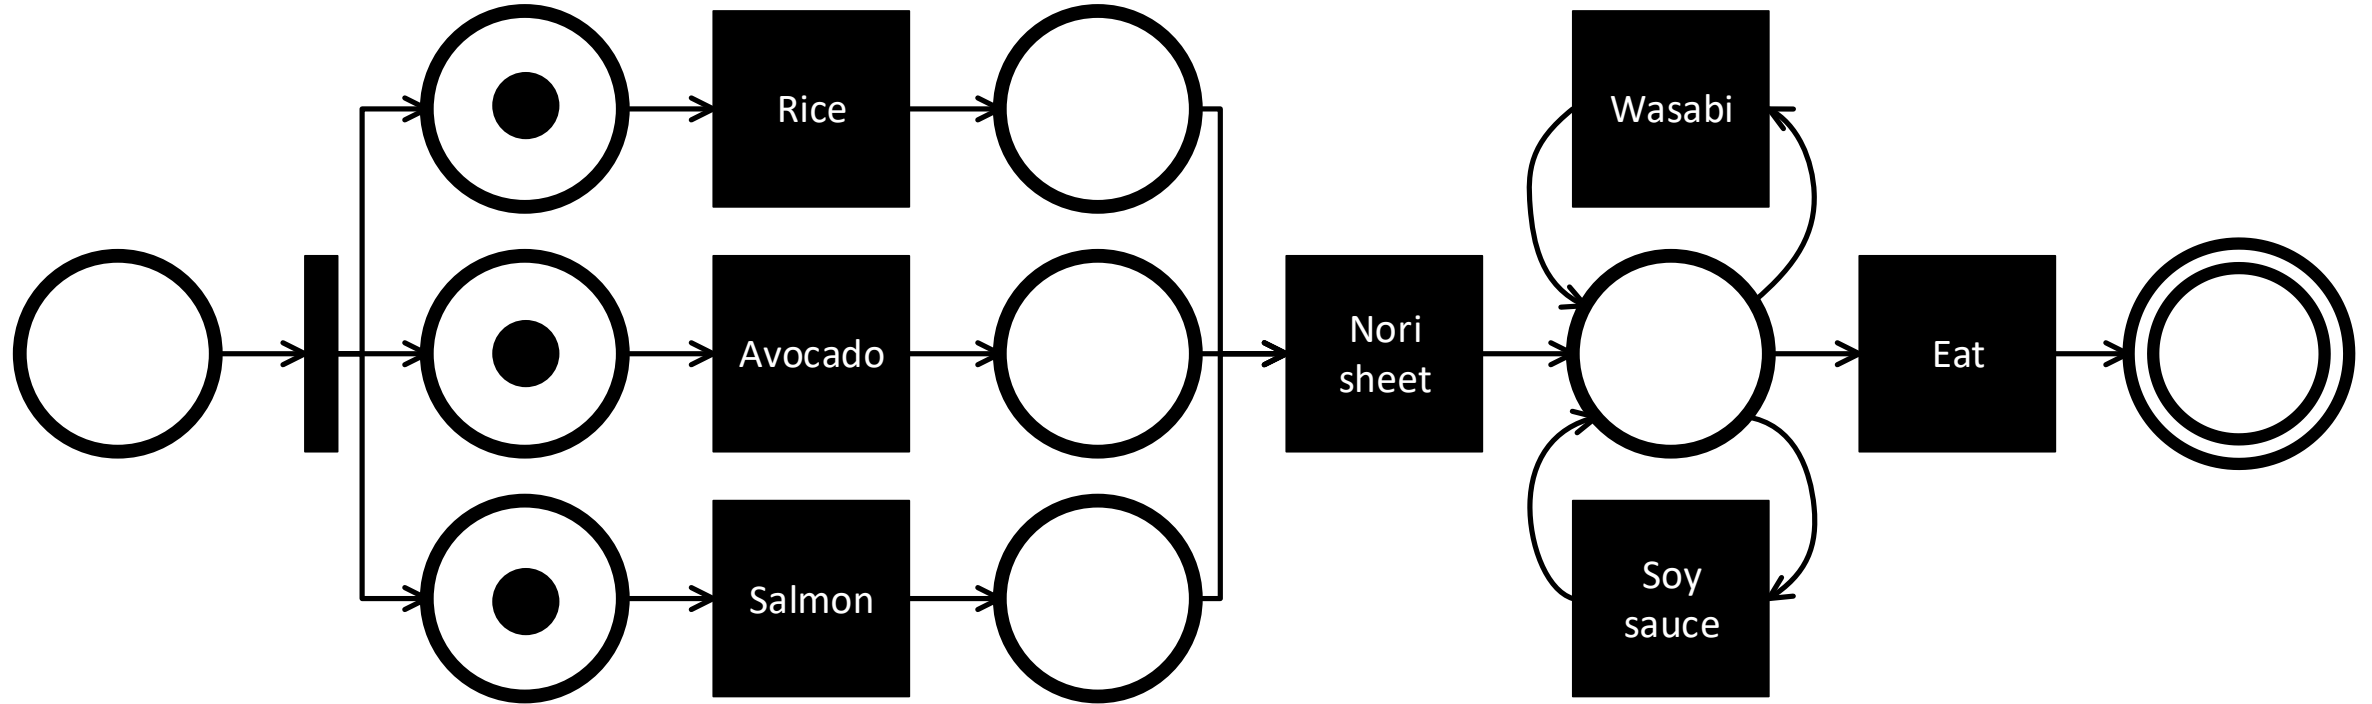 Rice
Wasabi
Avocado
Nori
sheet
Eat
Salmon
Soy
sauce